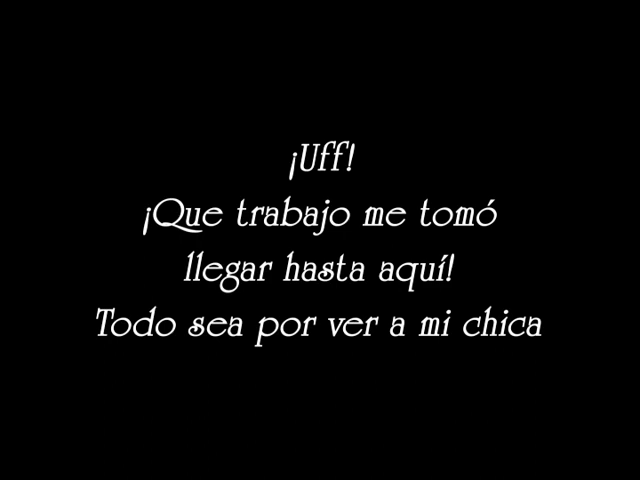 ¡Uff!
¡Que trabajo me tomó
llegar hasta aquí!
Todo sea por ver a mi chica